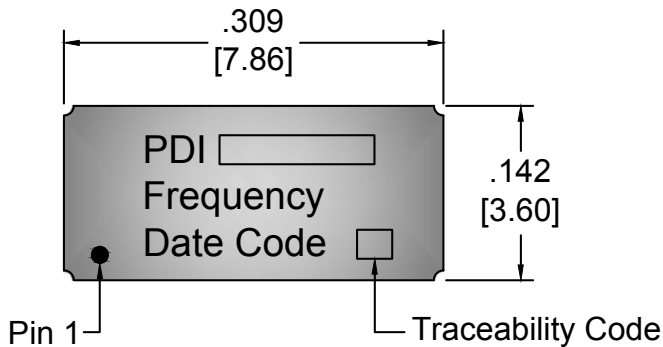 .309
[7.86]
PDI
Frequency
Date Code
.142
[3.60]
Pin 1
Traceability Code